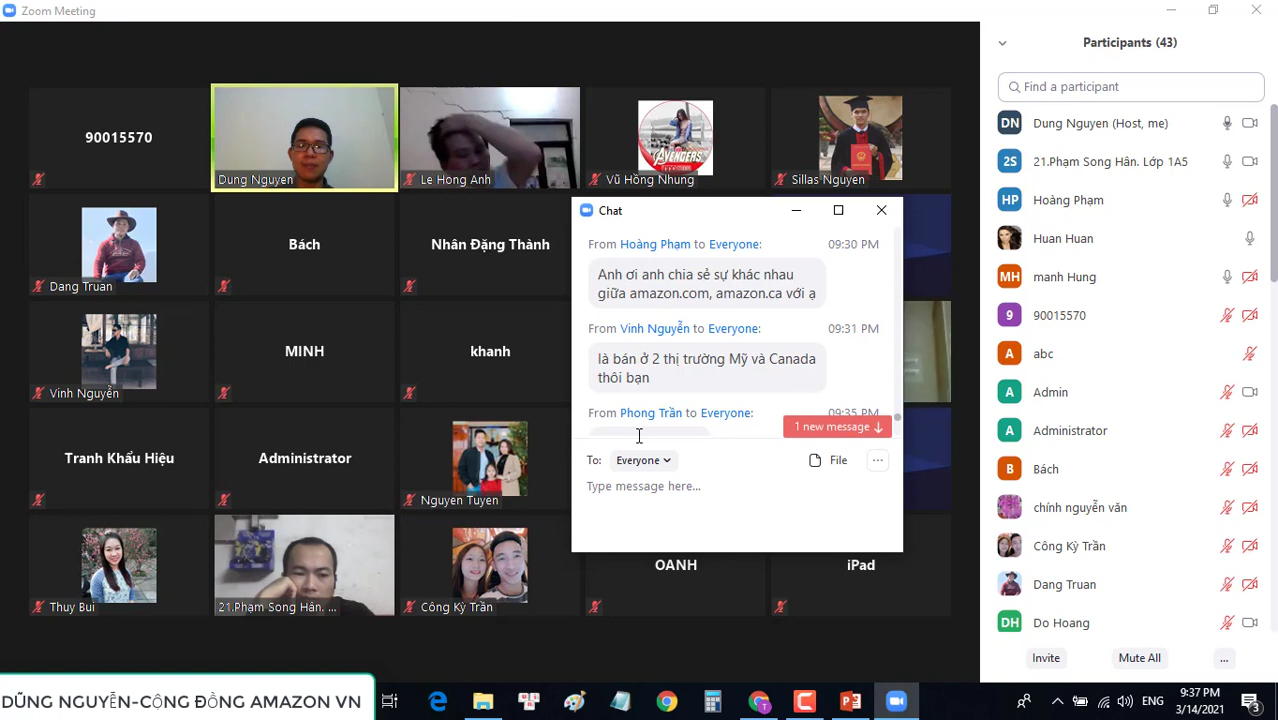 Zoom Meeting
Participants (43)
Find a participant
90015570
Dung Nguyen
Le Hong Anh
AVENGERS
Vũ Hồng Nhung
Sillas Nguyen
Dang Truan
Bách
Nhân Đặng Thành
Vinh Nguyễn
MINH
khanh
Tranh Khẩu Hiệu
Administrator
Nguyen Tuyen
Thuy Bui
21.Phạm Song Hân. ...
Công Kỳ Trần
OANH
iPad
Chat
From Hoàng Phạm to Everyone:
09:30 PM
Anh ơi anh chia sẻ sự khác nhau
giữa amazon.com, amazon.ca với ạ
From Vinh Nguyễn to Everyone:
09:31 PM
là bán ở 2 thị trường Mỹ và Canada
thôi bạn
From Phong Trần to Everyone:
09:35 PM
1 new message
To: Everyone
File
...
Type message here...
DN Dung Nguyen (Host, me)
2S 21.Phạm Song Hân. Lớp 1A5
HP Hoàng Phạm
Huan Huan
MH manh Hung
9 90015570
A abc
A Admin
A Administrator
B Bách
chính nguyễn văn
Công Kỳ Trần
Dang Truan
DH Do Hoang
Invite
Mute All
...
DŨNG NGUYỄN-CỘNG ĐỒNG AMAZON VN
ENG
9:37 PM
3/14/2021
3